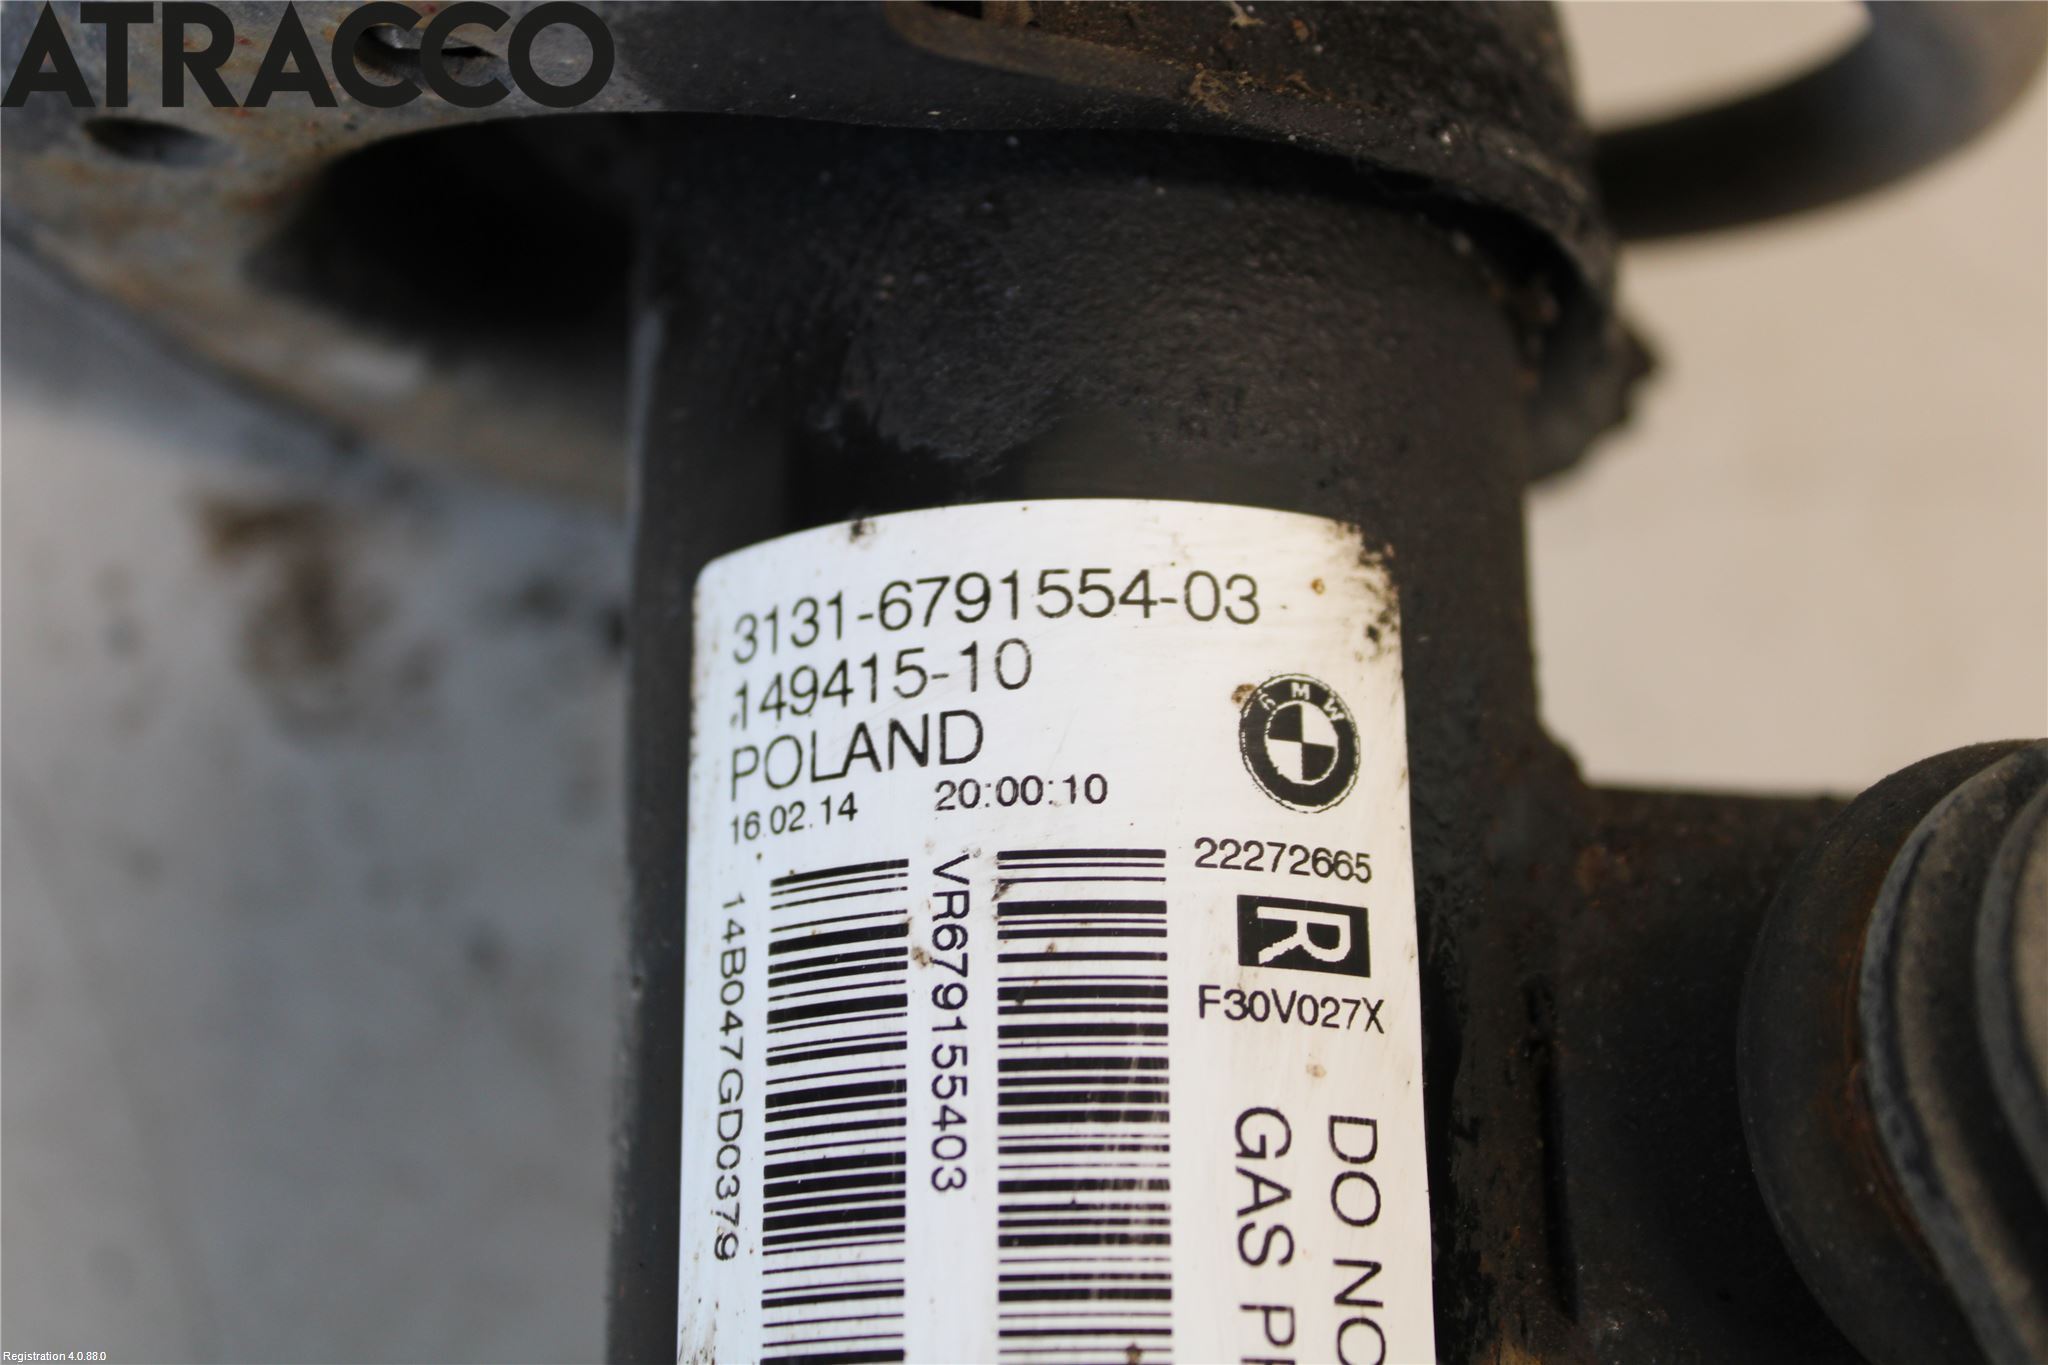 ATRACCO
3131-6791554-03
149415-10
POLAND
16.02.14 20:00:10
BMW
22272665
R
F30V027X
14B047GD0379
VR679155403
DO NO
GAS
Registration 4.0.88.0